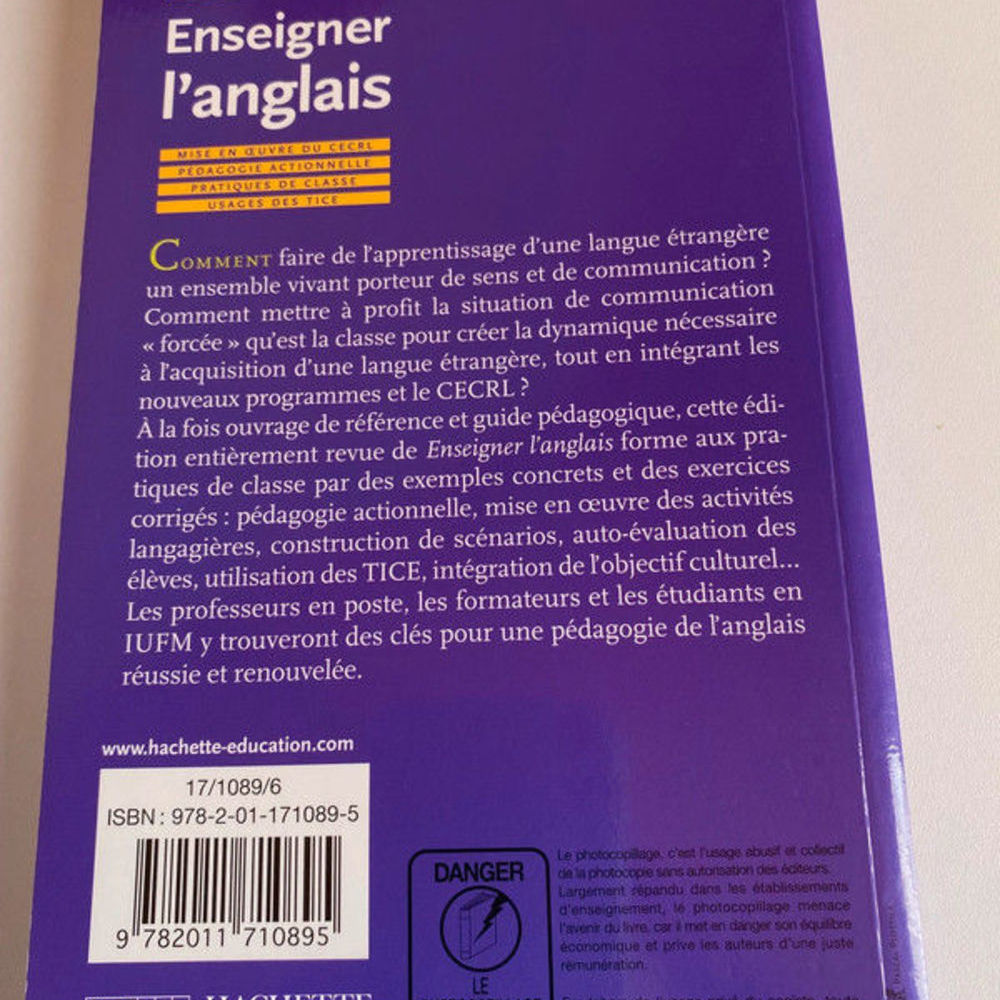 Enseigner
l'anglais
MISE EN ŒUVRE DU CECRL
PÉDAGOGIE ACTIONNELLE
PRATIQUES DE CLASSE
USAGES DES TICE
COMMENT faire de l'apprentissage d'une langue étrangère
un ensemble vivant porteur de sens et de communication ?
Comment mettre à profit la situation de communication
« forcée » qu'est la classe pour créer la dynamique nécessaire
à l'acquisition d'une langue étrangère, tout en intégrant les
nouveaux programmes et le CECRL ?
À la fois ouvrage de référence et guide pédagogique, cette édi-
tion entièrement revue de Enseigner l'anglais forme aux pra-
tiques de classe par des exemples concrets et des exercices
corrigés : pédagogie actionnelle, mise en œuvre des activités
langagières, construction de scénarios, auto-évaluation des
élèves, utilisation des TICE, intégration de l'objectif culturel...
Les professeurs en poste, les formateurs et les étudiants en
IUFM y trouveront des clés pour une pédagogie de l'anglais
réussie et renouvelée.
www.hachette-education.com
17/1089/6
ISBN : 978-2-01-171089-5
9 782011 710895
DANGER
LE
Le photocopillage, c'est l'usage abusif et collectif
de la photocopie sans autorisation des éditeurs.
Largement répandu dans les établissements
d'enseignement, le photocopillage menace
l'avenir du livre, car il met en danger son équilibre
économique et prive les auteurs d'une juste
rémunération.
HACHETTE